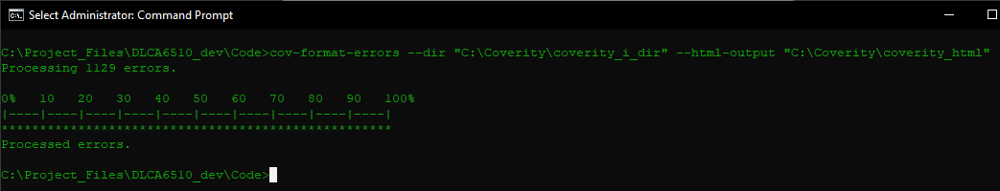 Select Administrator: Command Prompt
C:\Project_Files\DLCA6510_dev\Code>cov-format-errors --dir "C:\Coverity\coverity_i_dir" --html-output "C:\Coverity\coverity_html"
Processing 1129 errors.
0%   10   20   30   40   50   60   70   80   90   100%
|----|----|----|----|----|----|----|----|----|----|
***************************************************
Processed errors.
C:\Project_Files\DLCA6510_dev\Code>